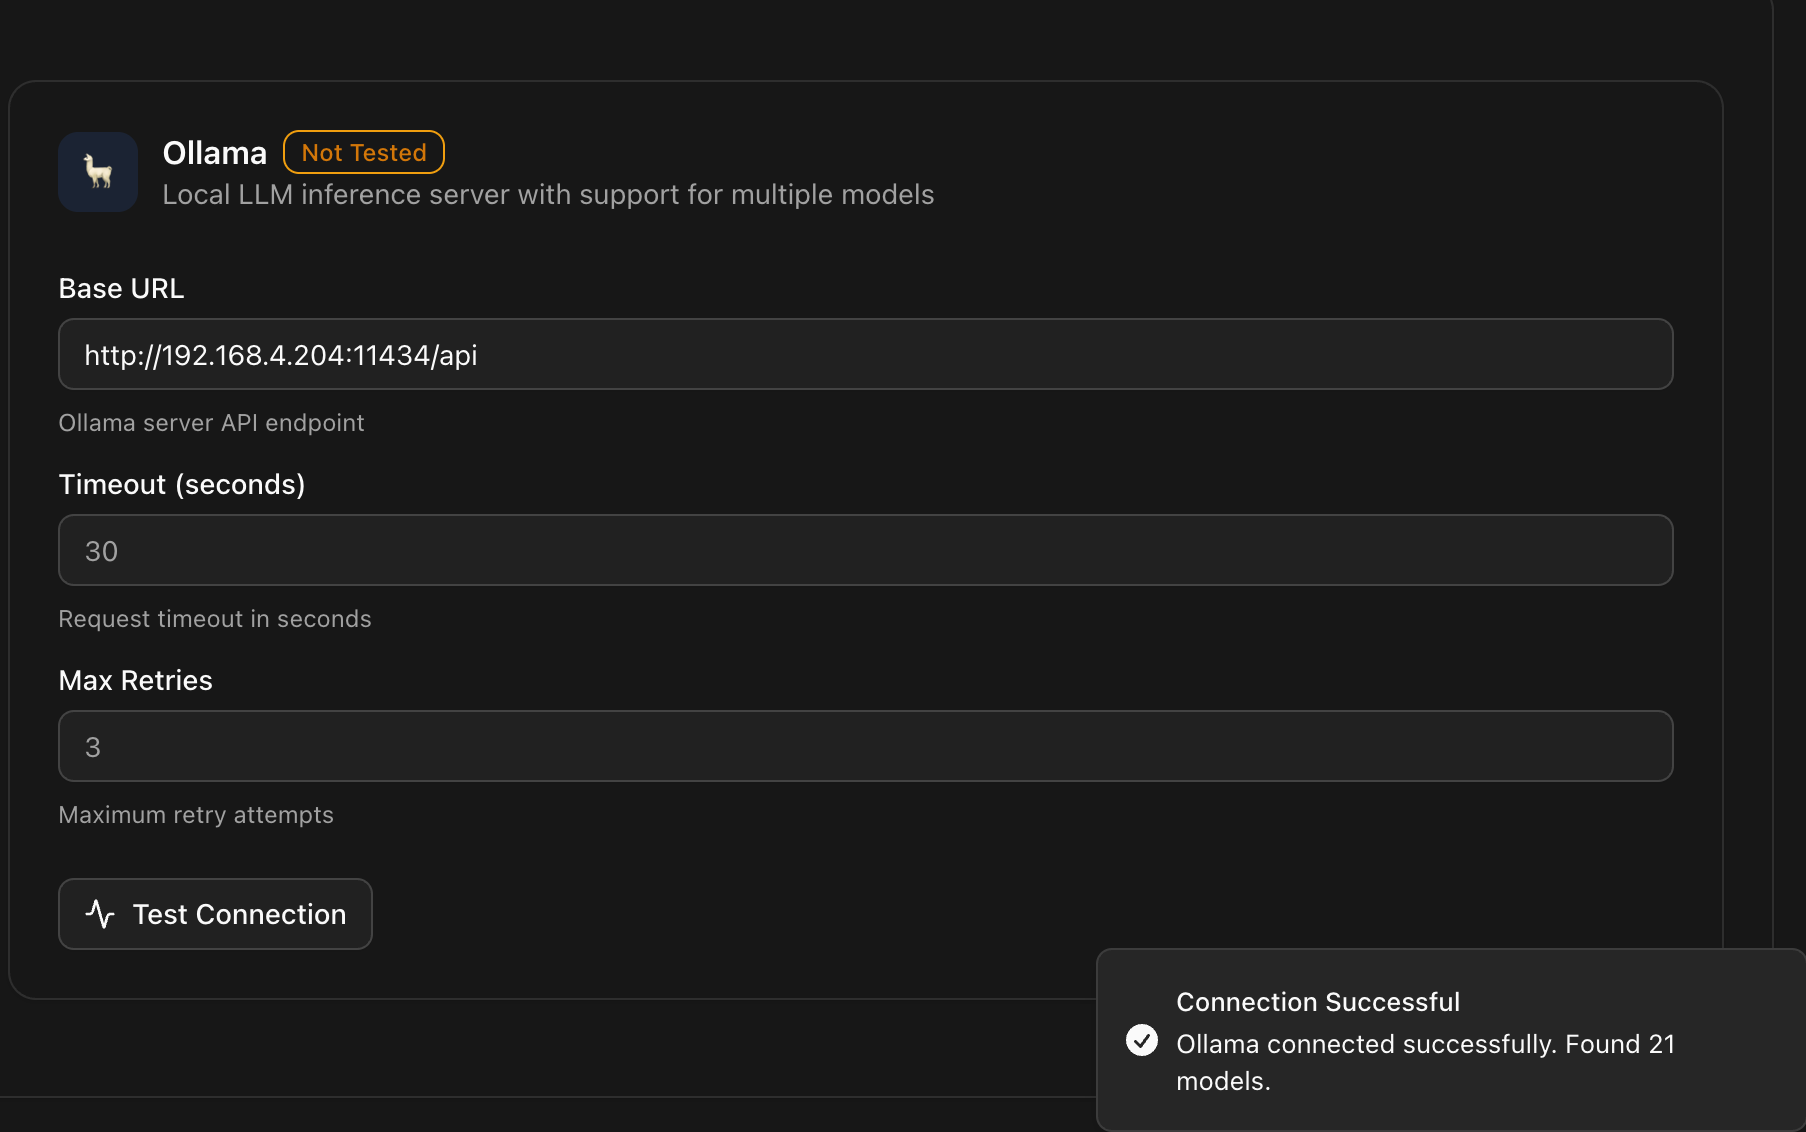 Ollama Not Tested
Local LLM inference server with support for multiple models
Base URL
http://192.168.4.204:11434/api
Ollama server API endpoint
Timeout (seconds)
30
Request timeout in seconds
Max Retries
3
Maximum retry attempts
Test Connection
Connection Successful
Ollama connected successfully. Found 21
models.